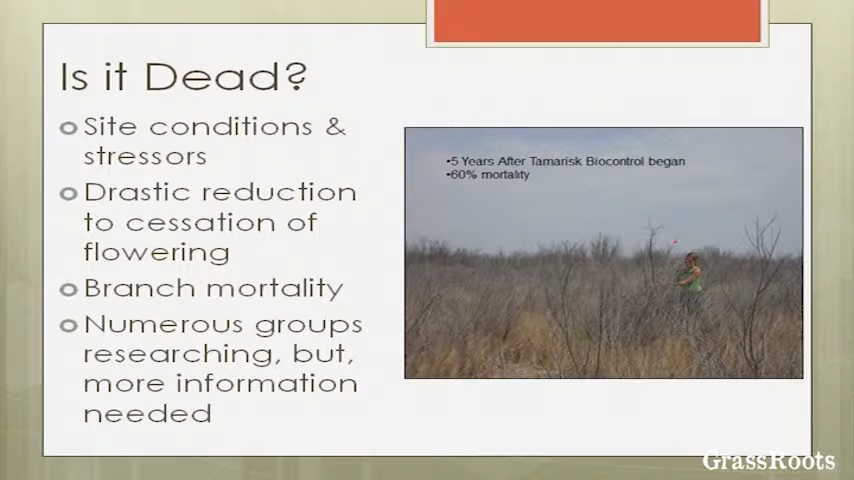 Is it Dead?
Site conditions &
stressors
Drastic reduction
to cessation of
flowering
Branch mortality
Numerous groups
researching, but,
more information
needed
•5 Years After Tamarisk Biocontrol began
•60% mortality
GrassRoots